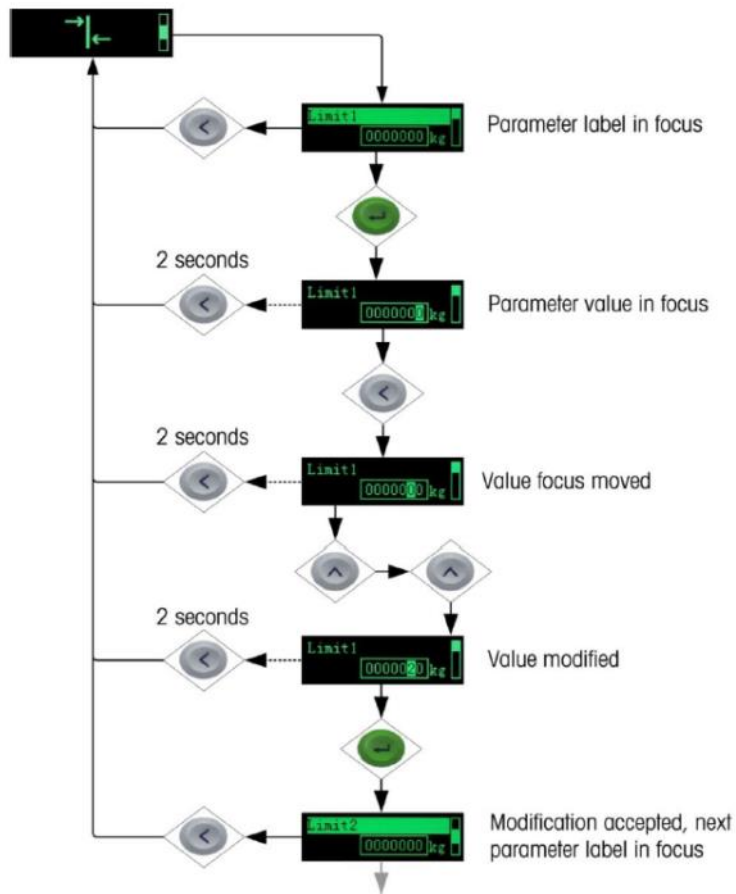 Limit1
0000000 kg
Parameter label in focus
2 seconds
Limit1
0000000 kg
Parameter value in focus
2 seconds
Limit1
0000000 kg
Value focus moved
2 seconds
Limit1
0000020 kg
Value modified
Limit2
0000000 kg
Modification accepted, next
parameter label in focus